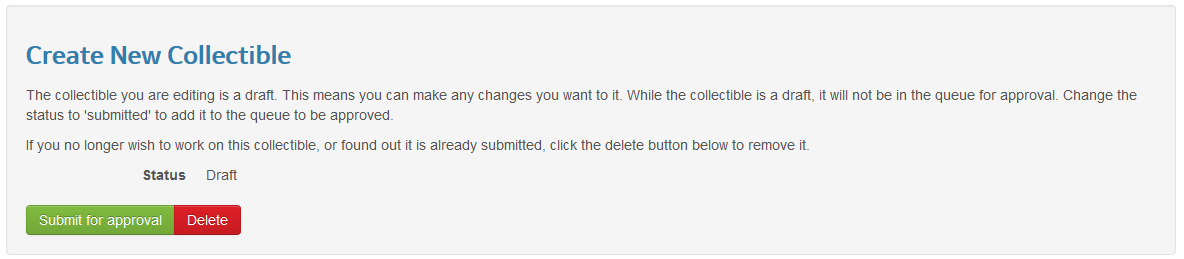 Create New Collectible
The collectible you are editing is a draft. This means you can make any changes you want to it. While the collectible is a draft, it will not be in the queue for approval. Change the
status to 'submitted' to add it to the queue to be approved.
If you no longer wish to work on this collectible, or found out it is already submitted, click the delete button below to remove it.
Status Draft
Submit for approval Delete